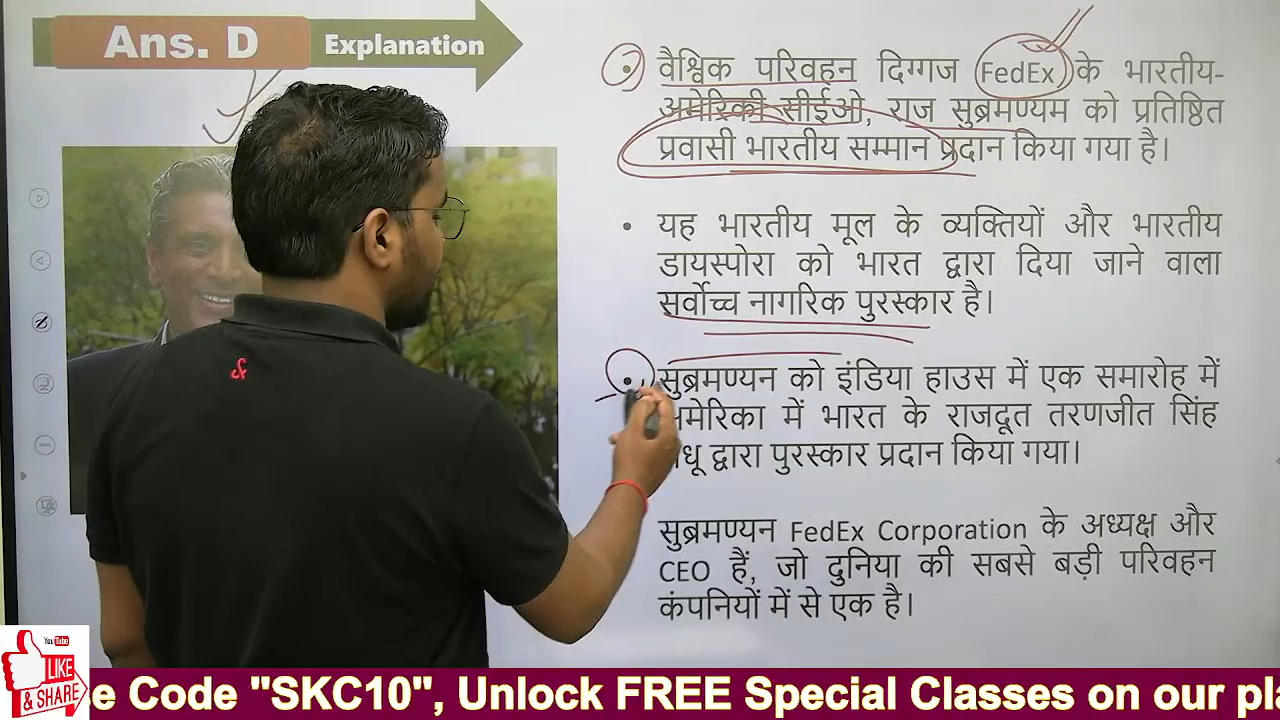 Ans. D
Explanation
वैश्विक परिवहन दिग्गज FedEx के भारतीय-
अमेरिकी सीईओ, राज सुब्रमण्यम को प्रतिष्ठित
प्रवासी भारतीय सम्मान प्रदान किया गया है।
यह भारतीय मूल के व्यक्तियों और भारतीय
डायस्पोरा को भारत द्वारा दिया जाने वाला
सर्वोच्च नागरिक पुरस्कार है।
सुब्रमण्यन को इंडिया हाउस में एक समारोह में
में भारत के राजदूत तरणजीत सिंह
द्वारा पुरस्कार प्रदान किया गया।
सुब्रमण्यन FedEx Corporation के अध्यक्ष और
CEO हैं, जो दुनिया की सबसे बड़ी परिवहन
कंपनियों में से एक है।
YouTube
LIKE
& SHARE
Code "SKC10", Unlock FREE Special Classes on our